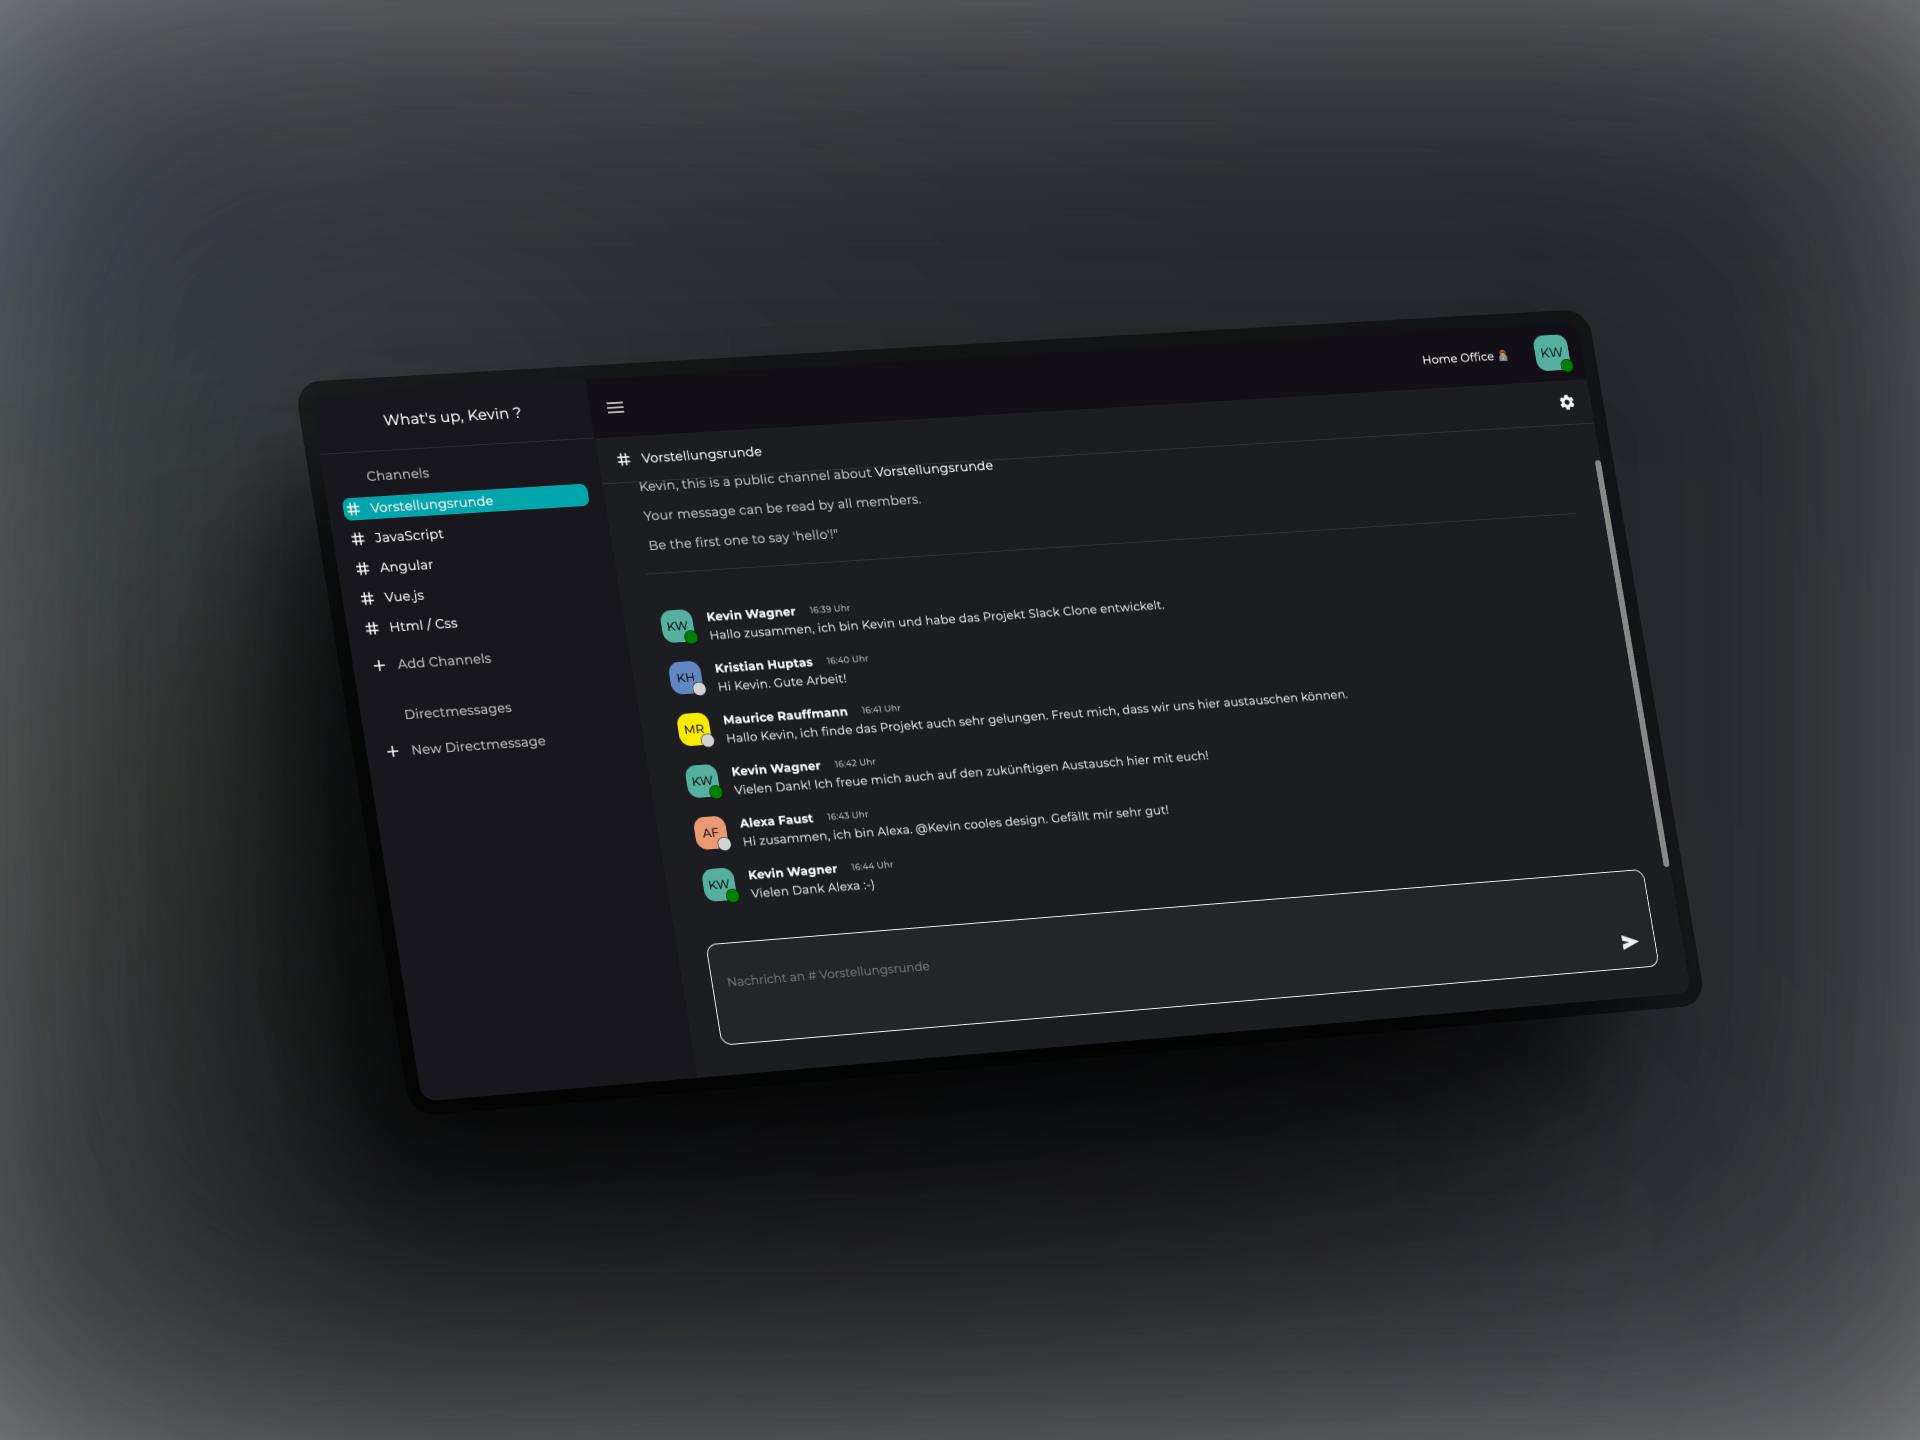 What's up, Kevin ?
Channels
# Vorstellungsrunde
# JavaScript
# Angular
# Vue.js
# Html / Css
+ Add Channels
Directmessages
+ New Directmessage
Home Office
KW
# Vorstellungsrunde
Kevin, this is a public channel about Vorstellungsrunde
Your message can be read by all members.
Be the first one to say 'hello'!"
KW
Kevin Wagner 16:39 Uhr
Hallo zusammen, ich bin Kevin und habe das Projekt Slack Clone entwickelt.
KH
Kristian Huptas 16:40 Uhr
Hi Kevin. Gute Arbeit!
MR
Maurice Rauffmann 16:41 Uhr
Hallo Kevin, ich finde das Projekt auch sehr gelungen. Freut mich, dass wir uns hier austauschen können.
KW
Kevin Wagner 16:42 Uhr
Vielen Dank! Ich freue mich auch auf den zukünftigen Austausch hier mit euch!
AF
Alexa Faust 16:43 Uhr
Hi zusammen, ich bin Alexa. @Kevin cooles design. Gefällt mir sehr gut!
KW
Kevin Wagner 16:44 Uhr
Vielen Dank Alexa :-)
Nachricht an # Vorstellungsrunde